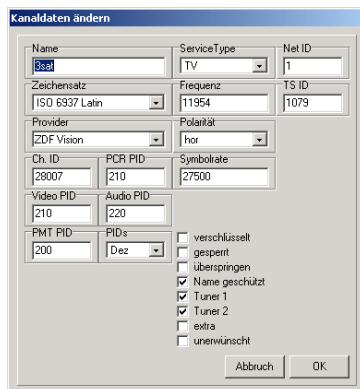 Kanaldaten ändern
Name
3sat
ServiceType
TV
Net ID
1
Zeichensatz
ISO 6937 Latin
Frequenz
11954
TS ID
1079
Provider
ZDF Vision
Polarität
hor
Ch. ID
28007
PCR PID
210
Symbolrate
27500
Video PID
210
Audio PID
220
PMT PID
200
PIDs
Dez
verschlüsselt
gesperrt
überspringen
Name geschützt
Tuner 1
Tuner 2
extra
unerwünscht
Abbruch
OK